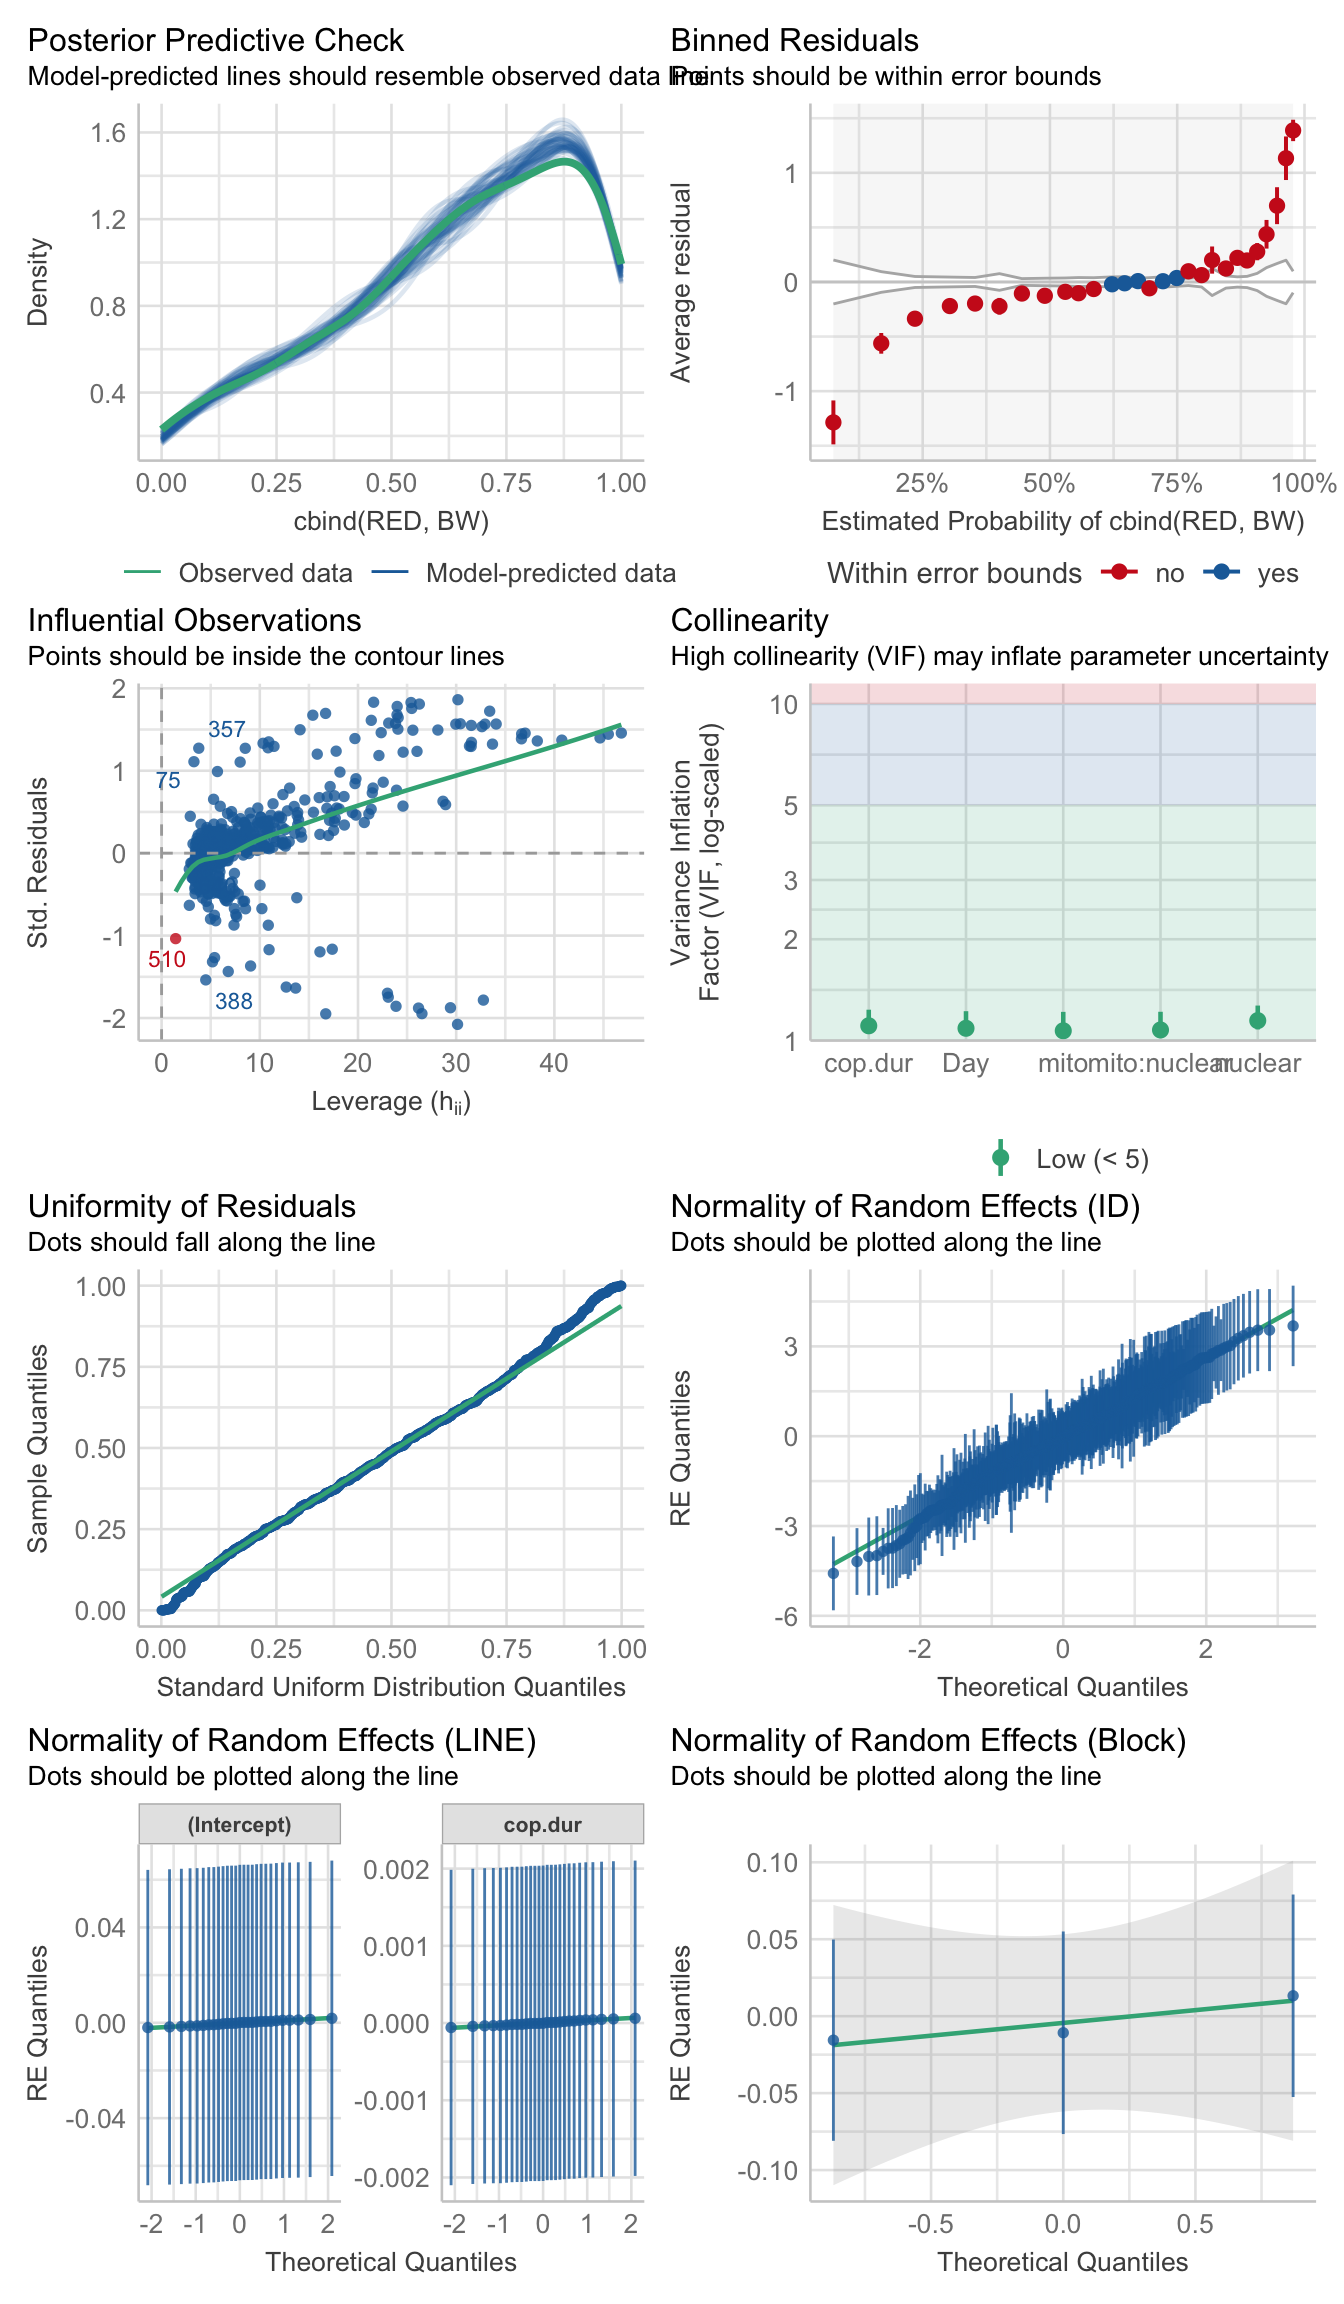 Posterior Predictive Check
Model-predicted lines should resemble observed data line
1.6
1.2
0.8
0.4
Density
0.00 0.25 0.50 0.75 1.00
cbind(RED, BW)
Observed data Model-predicted data
Binned Residuals
Points should be within error bounds
1
0
-1
Average residual
25% 50% 75% 100%
Estimated Probability of cbind(RED, BW)
Within error bounds no yes
Influential Observations
Points should be inside the contour lines
2
1
0
-1
-2
Std. Residuals
357
75
510
388
0 10 20 30 40
Leverage (hii)
Collinearity
High collinearity (VIF) may inflate parameter uncertainty
10
5
3
2
1
Variance Inflation
Factor (VIF, log-scaled)
cop.dur Day mito mito:nuclear nuclear
Low (< 5)
Uniformity of Residuals
Dots should fall along the line
1.00
0.75
0.50
0.25
0.00
Sample Quantiles
0.00 0.25 0.50 0.75 1.00
Standard Uniform Distribution Quantiles
Normality of Random Effects (ID)
Dots should be plotted along the line
3
0
-3
-6
RE Quantiles
-2 0 2
Theoretical Quantiles
Normality of Random Effects (LINE)
Dots should be plotted along the line
(Intercept) cop.dur
0.04
0.00
-0.04
RE Quantiles
0.002
0.001
0.000
-0.001
-0.002
-2 -1 0 1 2 -2 -1 0 1 2
Theoretical Quantiles
Normality of Random Effects (Block)
Dots should be plotted along the line
0.10
0.05
0.00
-0.05
-0.10
RE Quantiles
-0.5 0.0 0.5
Theoretical Quantiles